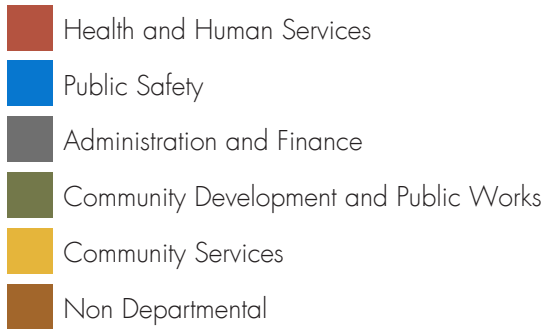 Health and Human Services
Public Safety
Administration and Finance
Community Development and Public Works
Community Services
Non Departmental